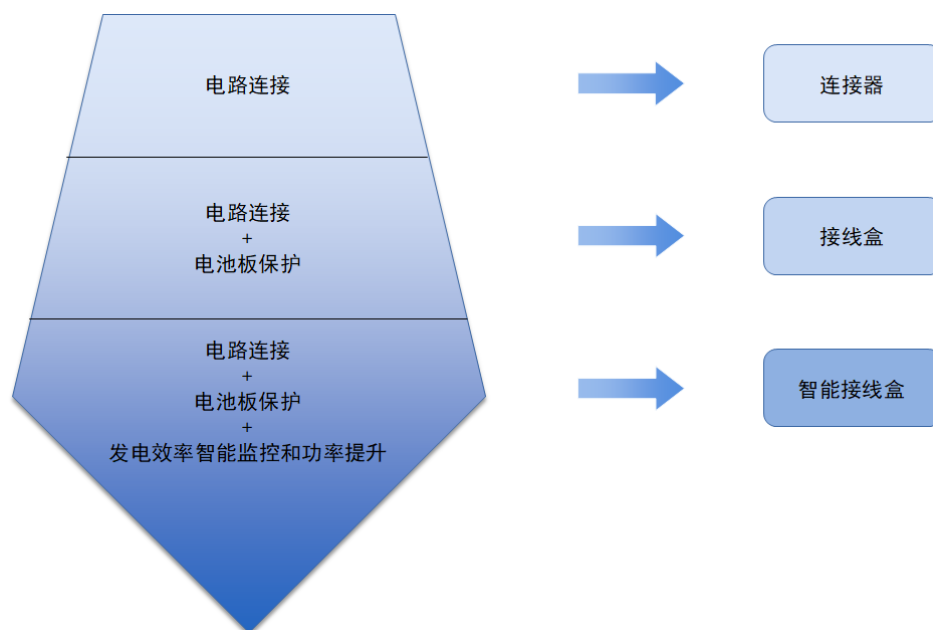 电路连接
连接器
电路连接
+
电池板保护
接线盒
电路连接
+
电池板保护
+
发电效率智能监控和功率提升
智能接线盒